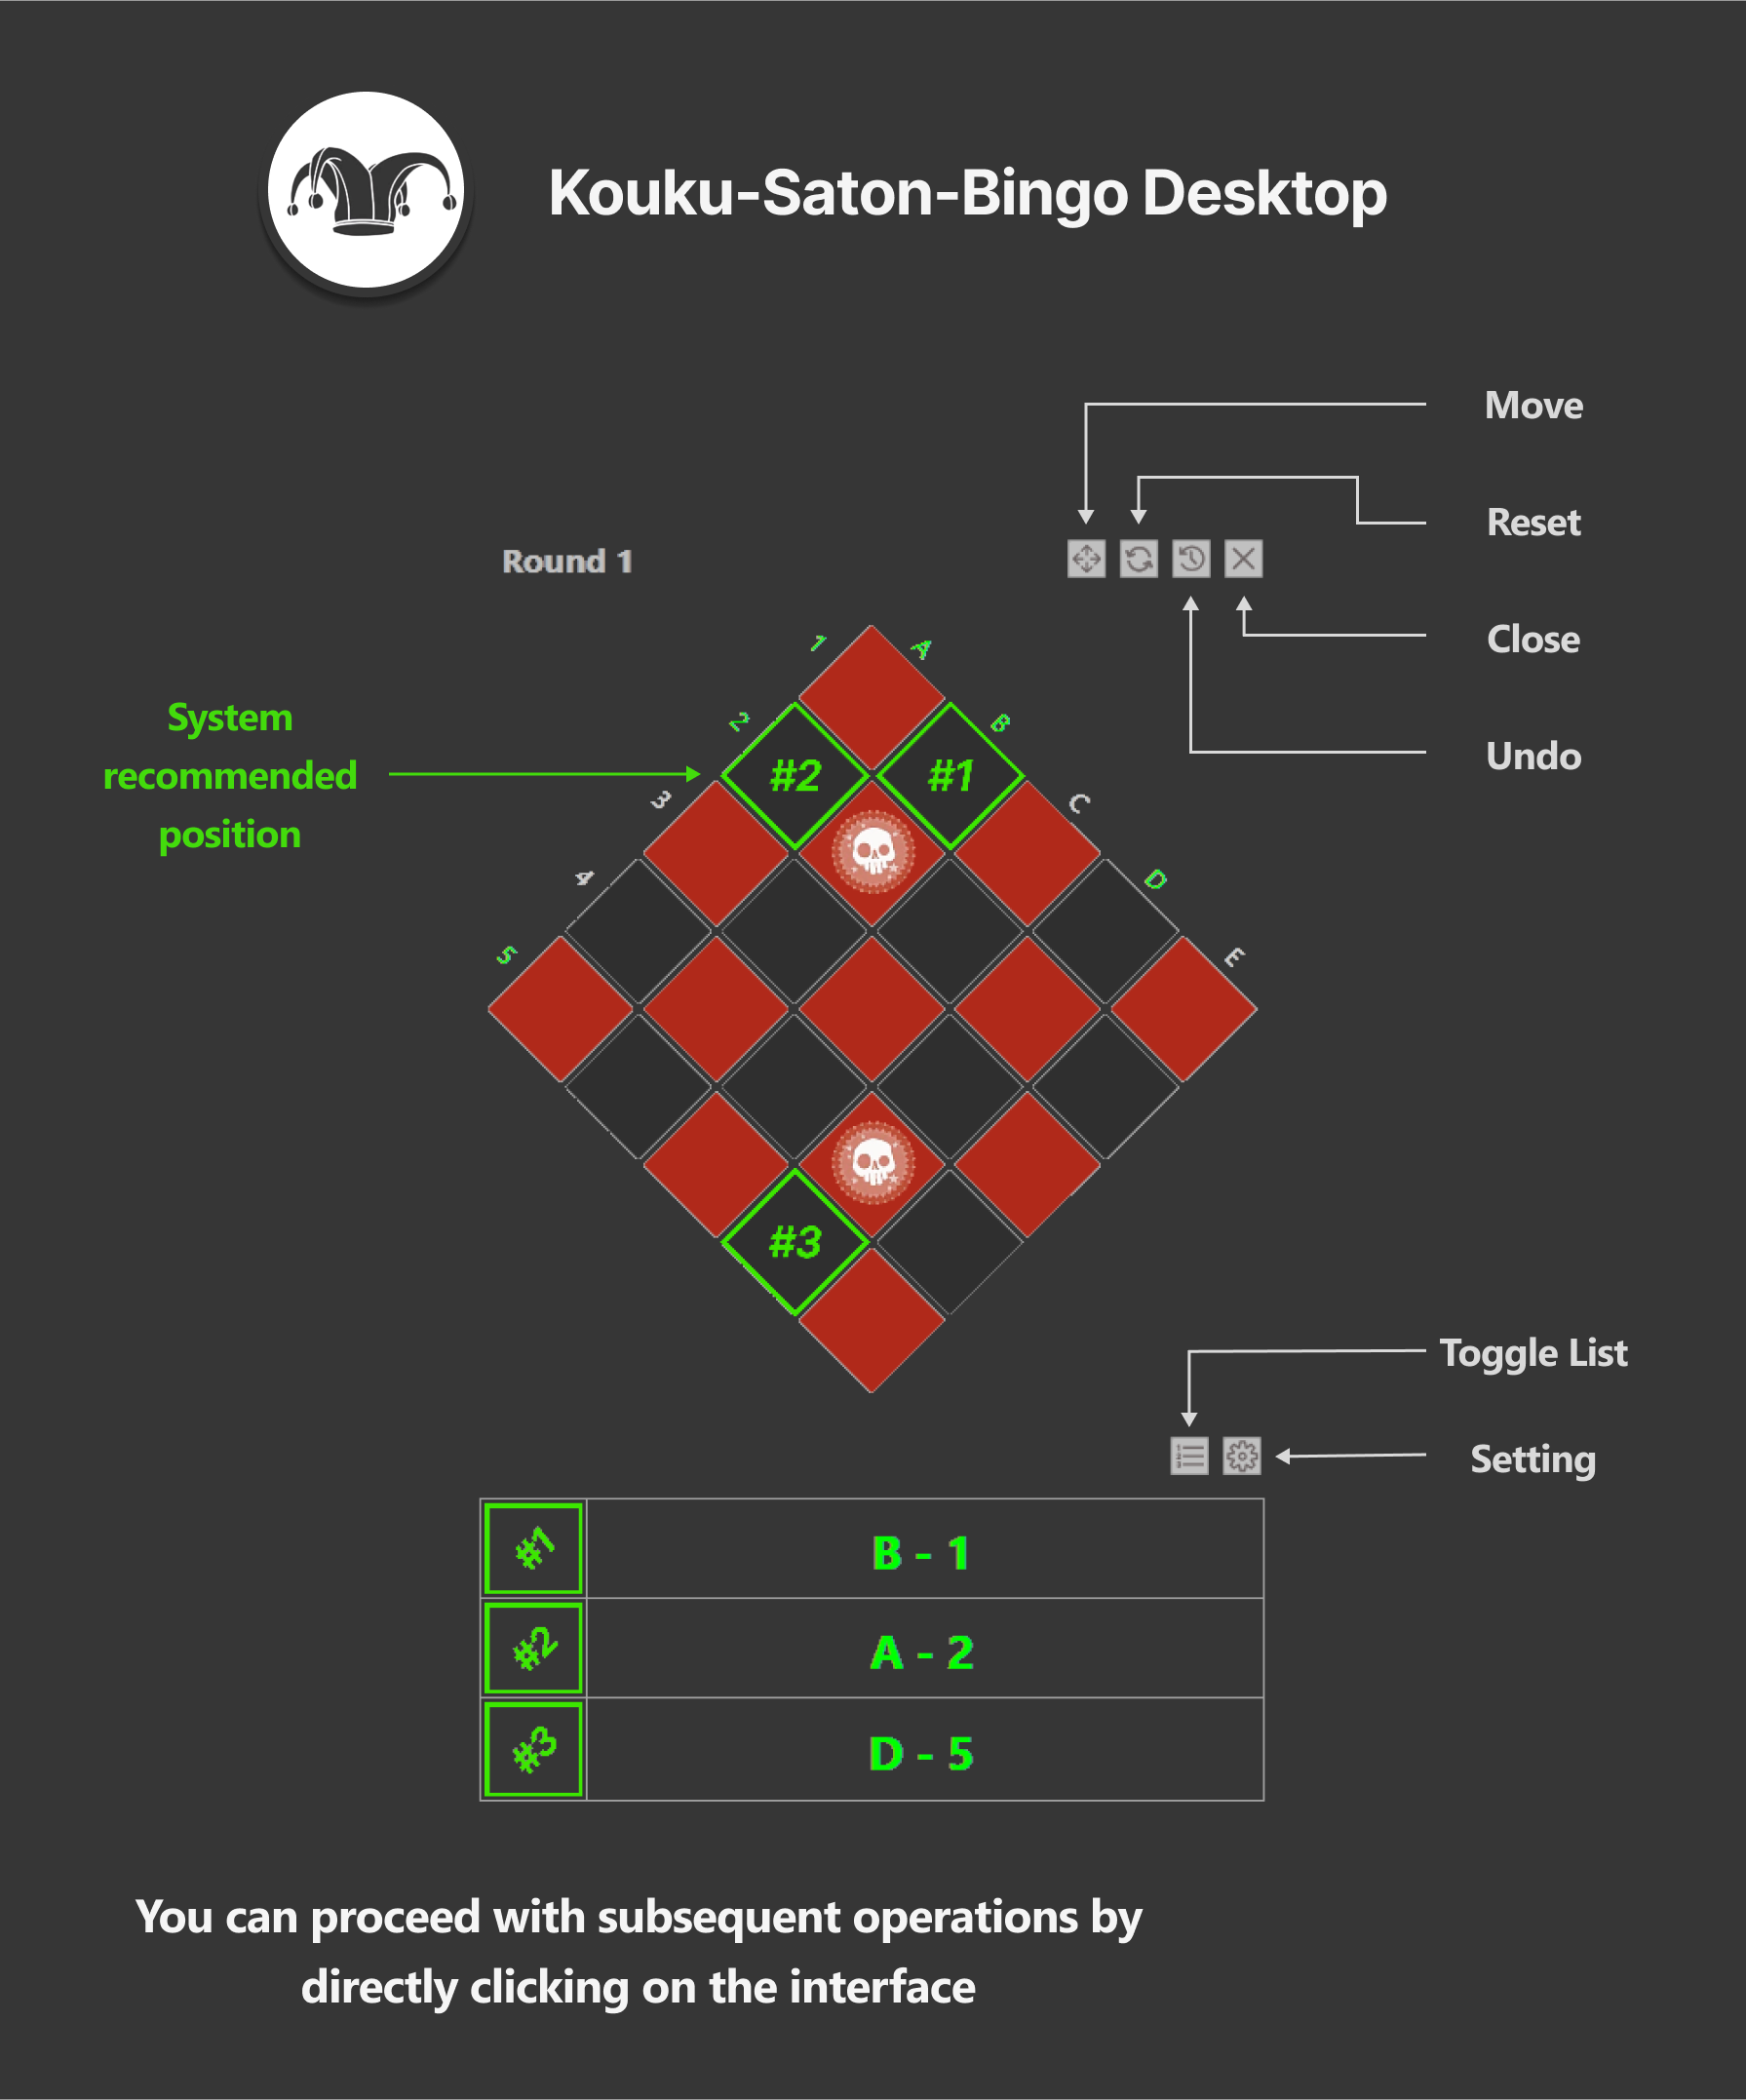 Kouku-Saton-Bingo Desktop
Move
Reset
Round 1
Close
Undo
1
A
2
B
System
recommended
position
#2
#1
3
C
4
D
5
E
#3
Toggle List
Setting
#1
B - 1
#2
A - 2
#3
D - 5
You can proceed with subsequent operations by
directly clicking on the interface